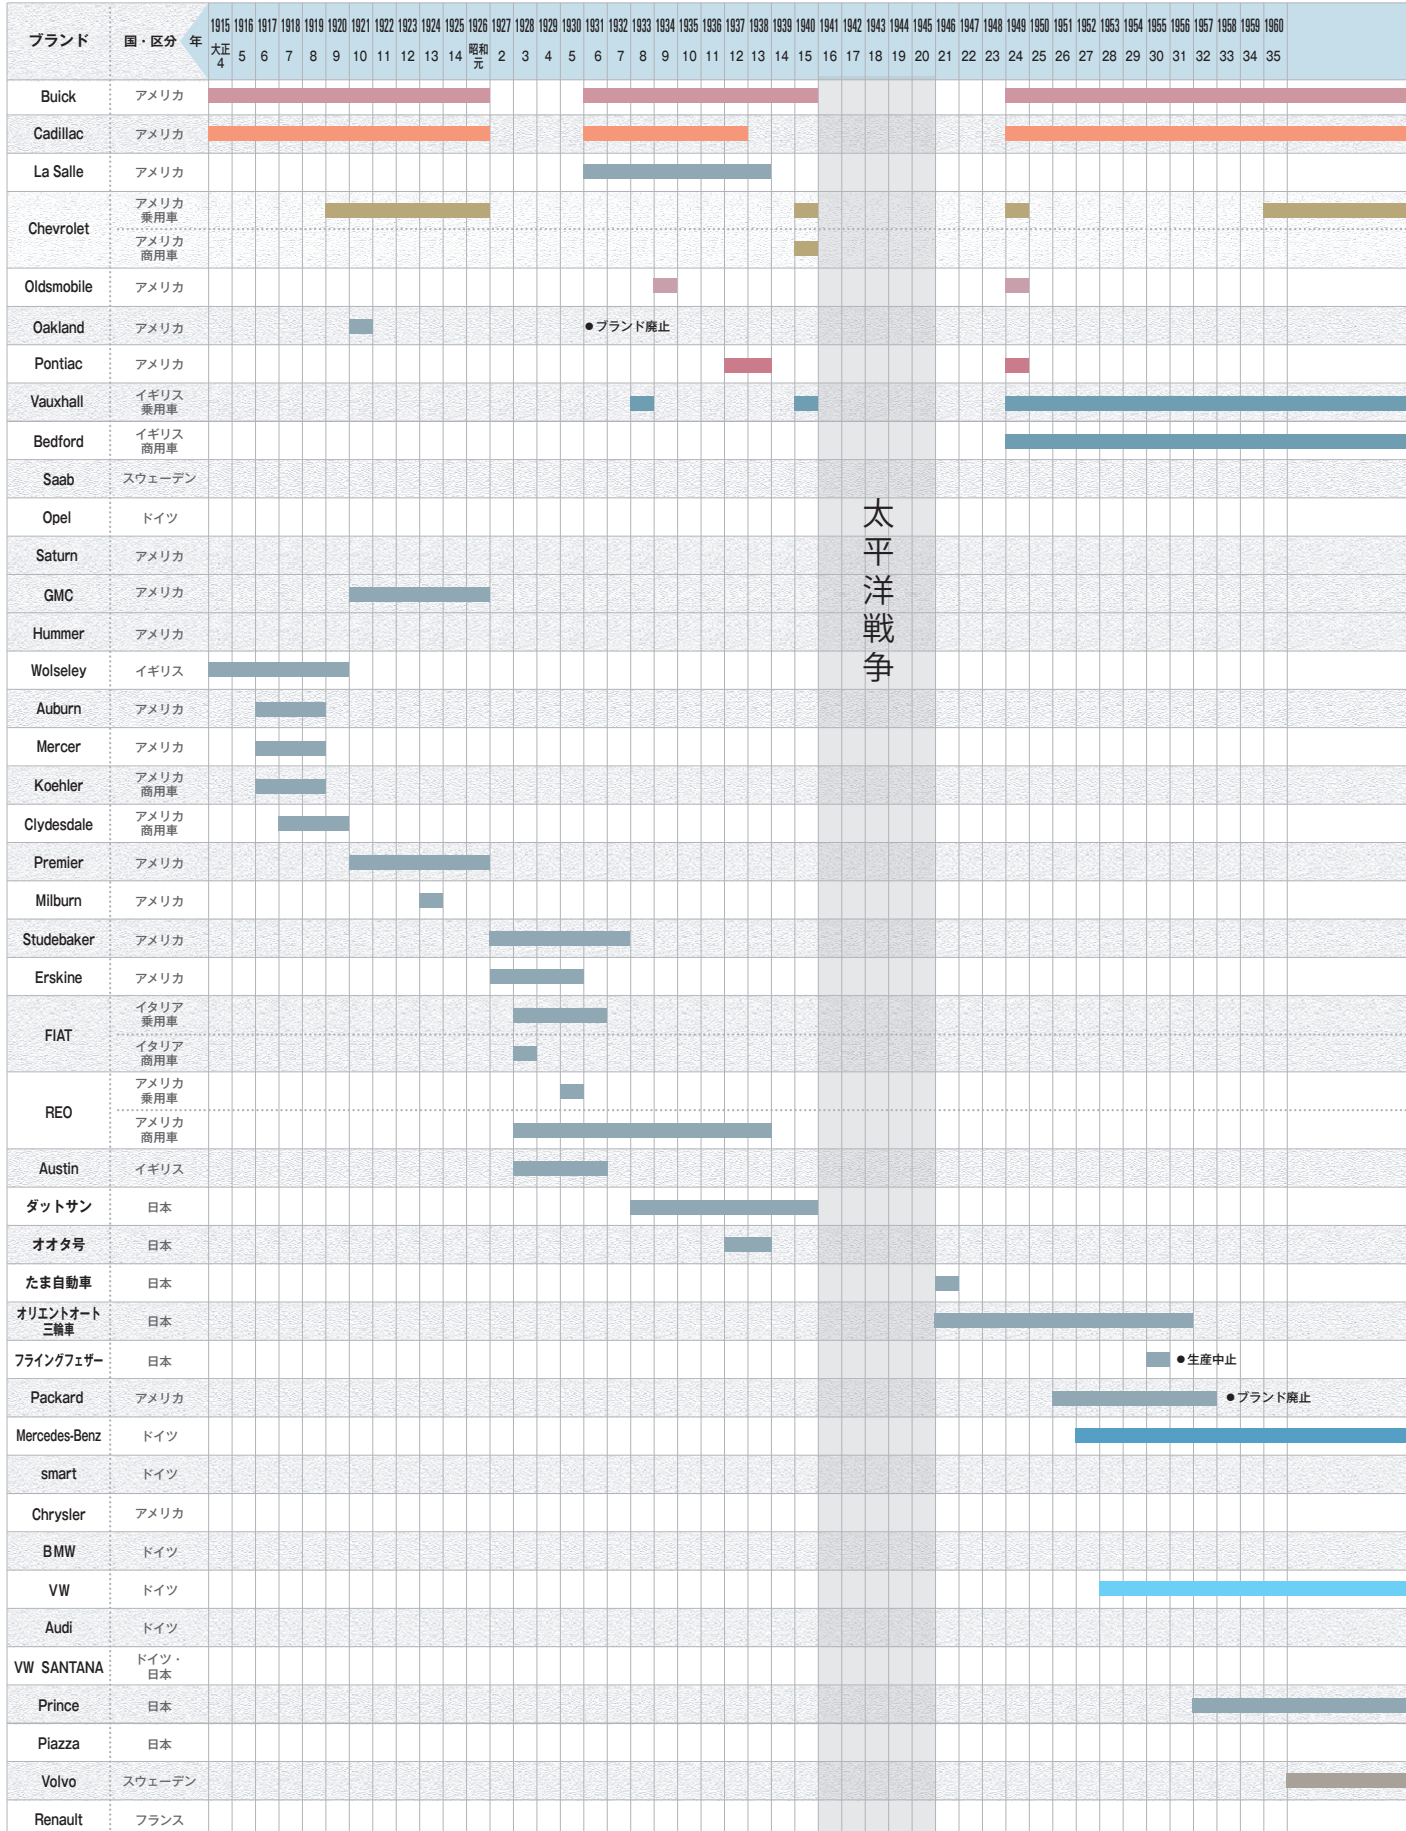 ブランド
国・区分
年
1915 1916 1917 1918 1919 1920 1921 1922 1923 1924 1925 1926 1927 1928 1929 1930 1931 1932 1933 1934 1935 1936 1937 1938 1939 1940 1941 1942 1943 1944 1945 1946 1947 1948 1949 1950 1951 1952 1953 1954 1955 1956 1957 1958 1959 1960
大正4 5 6 7 8 9 10 11 12 13 14 昭和元 2 3 4 5 6 7 8 9 10 11 12 13 14 15 16 17 18 19 20 21 22 23 24 25 26 27 28 29 30 31 32 33 34 35
Buick アメリカ
Cadillac アメリカ
La Salle アメリカ
Chevrolet
アメリカ
乗用車
アメリカ
商用車
Oldsmobile アメリカ
Oakland アメリカ ●ブランド廃止
Pontiac アメリカ
Vauxhall
イギリス
乗用車
Bedford
イギリス
商用車
Saab スウェーデン
Opel ドイツ
Saturn アメリカ
GMC アメリカ
Hummer アメリカ
太平洋戦争
Wolseley イギリス
Auburn アメリカ
Mercer アメリカ
Koehler
アメリカ
商用車
Clydesdale
アメリカ
商用車
Premier アメリカ
Milburn アメリカ
Studebaker アメリカ
Erskine アメリカ
FIAT
イタリア
乗用車
イタリア
商用車
REO
アメリカ
乗用車
アメリカ
商用車
Austin イギリス
ダットサン 日本
オオタ号 日本
たま自動車 日本
オリエントオート
三輪車
日本
フライングフェザー 日本 ●生産中止
Packard アメリカ ●ブランド廃止
Mercedes-Benz ドイツ
smart ドイツ
Chrysler アメリカ
BMW ドイツ
VW ドイツ
Audi ドイツ
VW SANTANA
ドイツ・
日本
Prince 日本
Piazza 日本
Volvo スウェーデン
Renault フランス